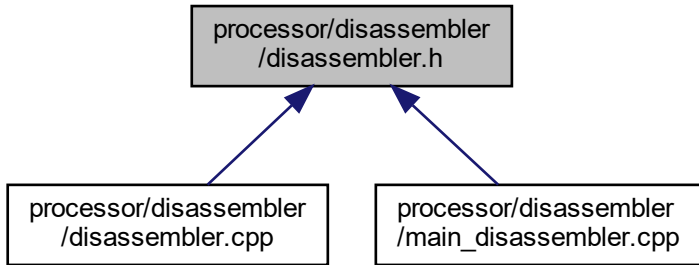 processor/disassembler
/disassembler.h
processor/disassembler
/disassembler.cpp
processor/disassembler
/main_disassembler.cpp